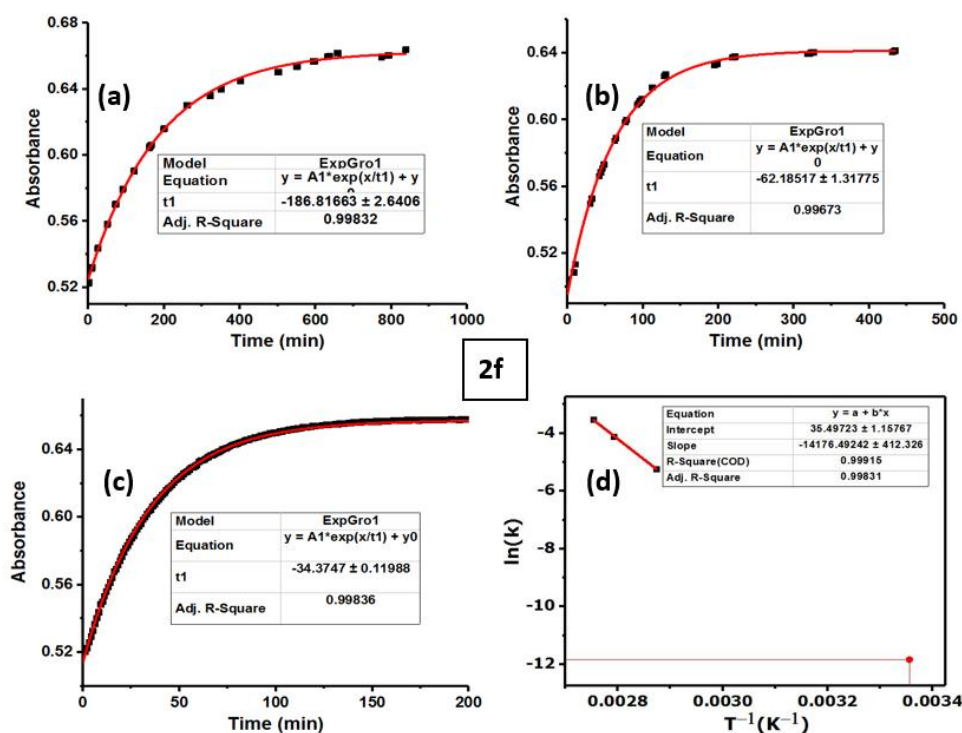 0.68
0.64
0.60
0.56
0.52
Absorbance
(a)
Model ExpGro1
Equation y = A1*exp(x/t1) + y
0
t1 -186.81663 ± 2.6406
Adj. R-Square 0.99832
0 200 400 600 800 1000
Time (min)
0.64
0.60
0.56
0.52
Absorbance
(b)
Model ExpGro1
Equation y = A1*exp(x/t1) + y
0
t1 -62.18517 ± 1.31775
Adj. R-Square 0.99673
0 100 200 300 400 500
Time (min)
2f
0.64
0.60
0.56
0.52
Absorbance
(c)
Model ExpGro1
Equation y = A1*exp(x/t1) + y0
t1 -34.3747 ± 0.11988
Adj. R-Square 0.99836
0 50 100 150 200
Time (min)
-4
-6
-8
-10
-12
ln(k)
(d)
Equation y = a + b*x
Intercept 35.49723 ± 1.15767
Slope -14176.49242 ± 412.326
R-Square(COD) 0.99915
Adj. R-Square 0.99831
0.0028 0.0030 0.0032 0.0034
T⁻¹(K⁻¹)